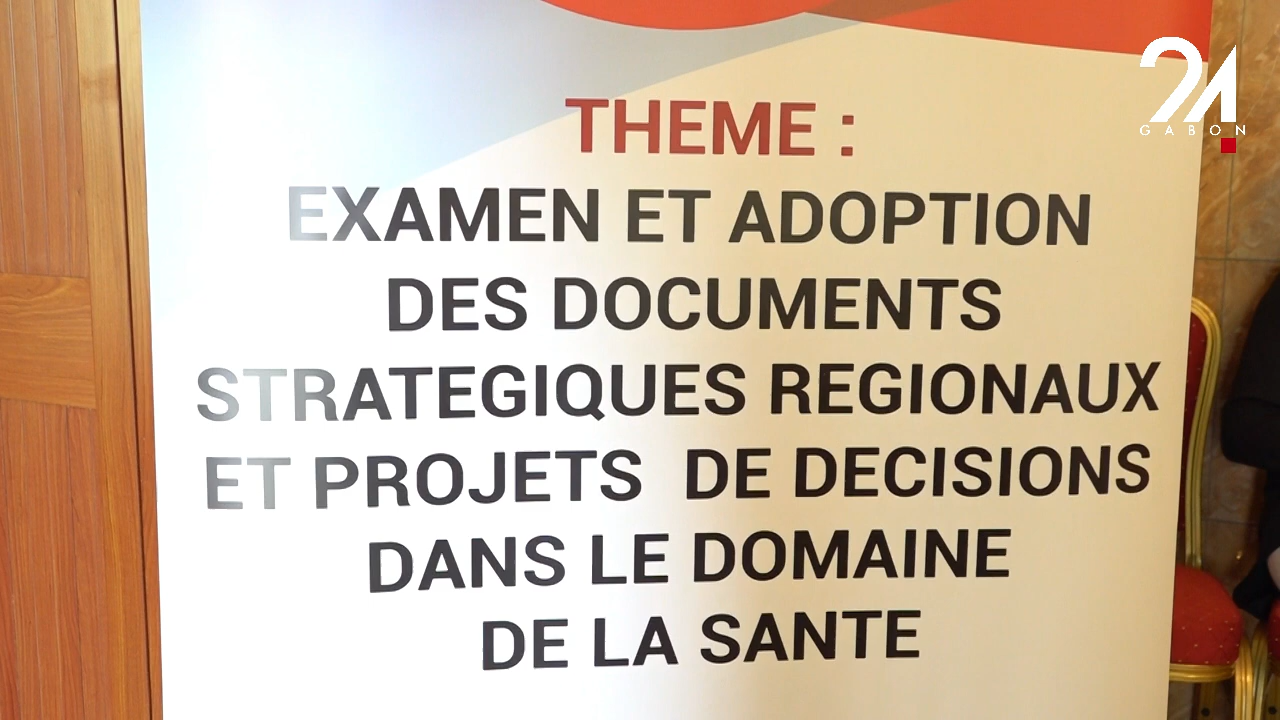 24
GABON
THEME :
EXAMEN ET ADOPTION
DES DOCUMENTS
STRATEGIQUES REGIONAUX
ET PROJETS DE DECISIONS
DANS LE DOMAINE
DE LA SANTE